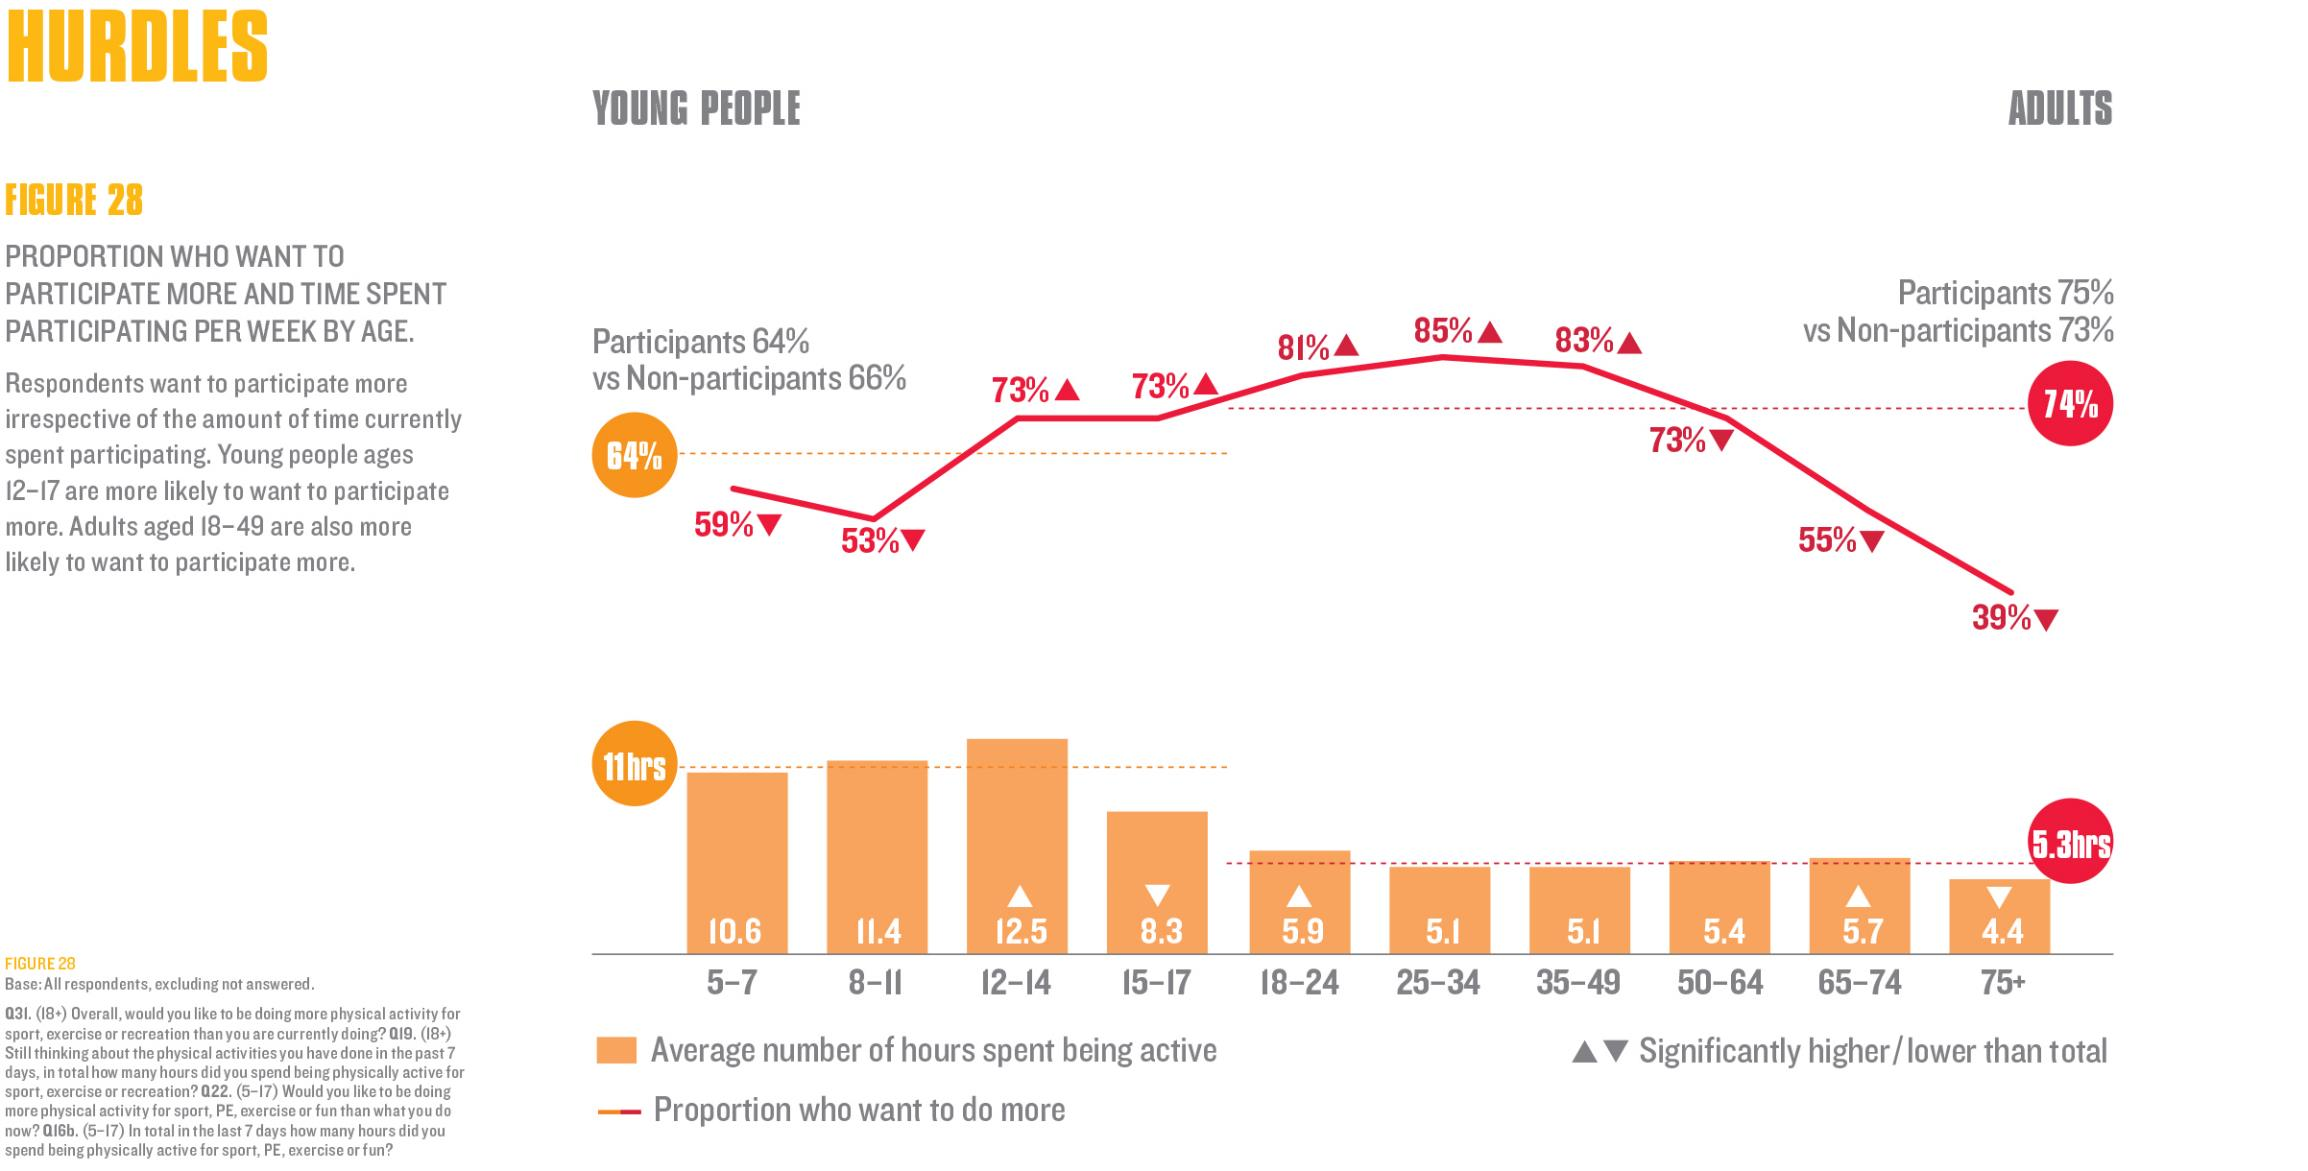 HURDLES
FIGURE 28
PROPORTION WHO WANT TO
PARTICIPATE MORE AND TIME SPENT
PARTICIPATING PER WEEK BY AGE.
Respondents want to participate more
irrespective of the amount of time currently
spent participating. Young people ages
12–17 are more likely to want to participate
more. Adults aged 18–49 are also more
likely to want to participate more.
FIGURE 28
Base: All respondents, excluding not answered.
Q31. (18+) Overall, would you like to be doing more physical activity for
sport, exercise or recreation than you are currently doing? Q19. (18+)
Still thinking about the physical activities you have done in the past 7
days, in total how many hours did you spend being physically active for
sport, exercise or recreation? Q22. (5–17) Would you like to be doing
more physical activity for sport, PE, exercise or fun than what you do
now? Q16b. (5–17) In total in the last 7 days how many hours did you
spend being physically active for sport, PE, exercise or fun?
YOUNG PEOPLE
ADULTS
Participants 64%
vs Non-participants 66%
Participants 75%
vs Non-participants 73%
64%
59%▼
53%▼
73%▲
73%▲
81%▲
85%▲
83%▲
73%▼
55%▼
39%▼
74%
11hrs
5.3hrs
10.6
11.4
▲ 12.5
▼ 8.3
▲ 5.9
5.1
5.1
5.4
▲ 5.7
▼ 4.4
5–7
8–11
12–14
15–17
18–24
25–34
35–49
50–64
65–74
75+
Average number of hours spent being active
▲▼ Significantly higher/lower than total
Proportion who want to do more